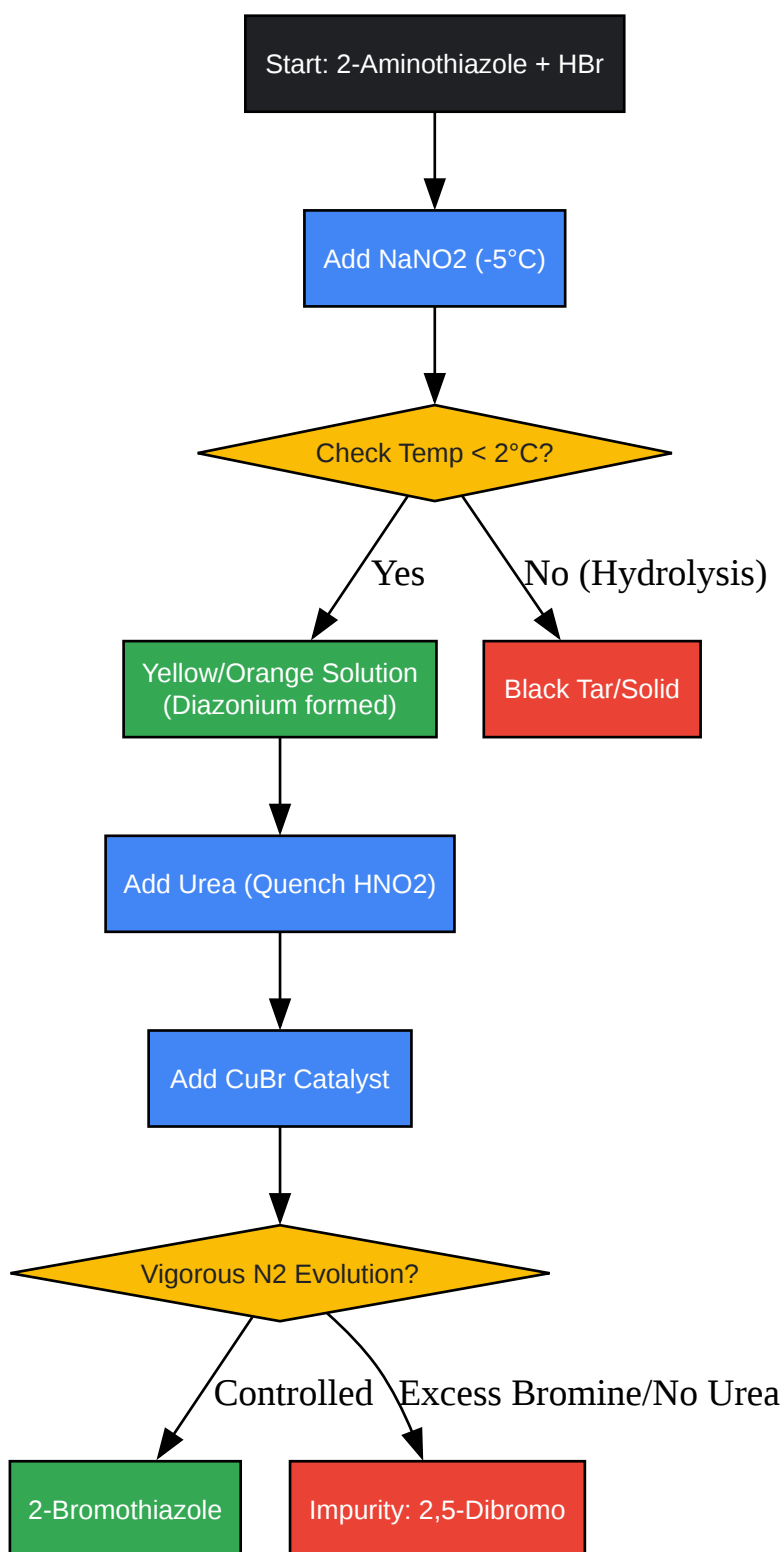 Start: 2-Aminothiazole + HBr
Add NaNO2 (-5°C)
Check Temp < 2°C?
Yes
No (Hydrolysis)
Yellow/Orange Solution
(Diazonium formed)
Black Tar/Solid
Add Urea (Quench HNO2)
Add CuBr Catalyst
Vigorous N2 Evolution?
Controlled
Excess Bromine/No Urea
2-Bromothiazole
Impurity: 2,5-Dibromo